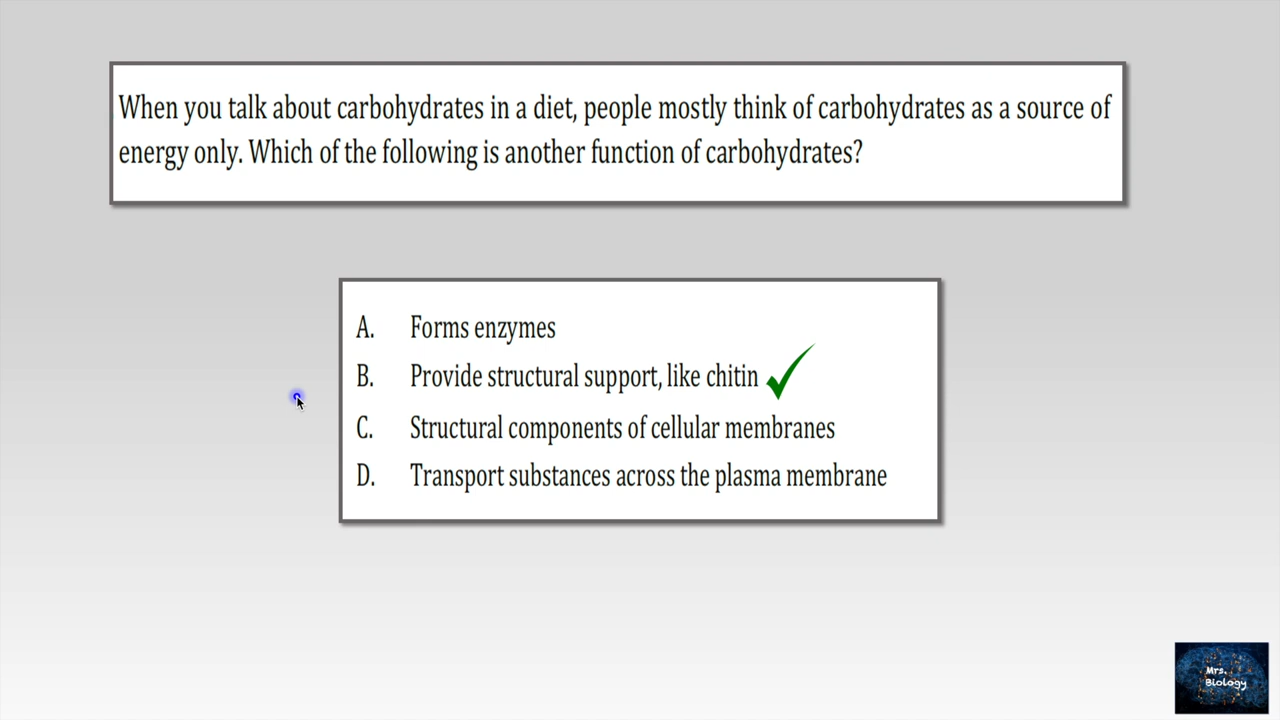 When you talk about carbohydrates in a diet, people mostly think of carbohydrates as a source of
energy only. Which of the following is another function of carbohydrates?
A. Forms enzymes
B. Provide structural support, like chitin
C. Structural components of cellular membranes
D. Transport substances across the plasma membrane
Mrs.
Biology